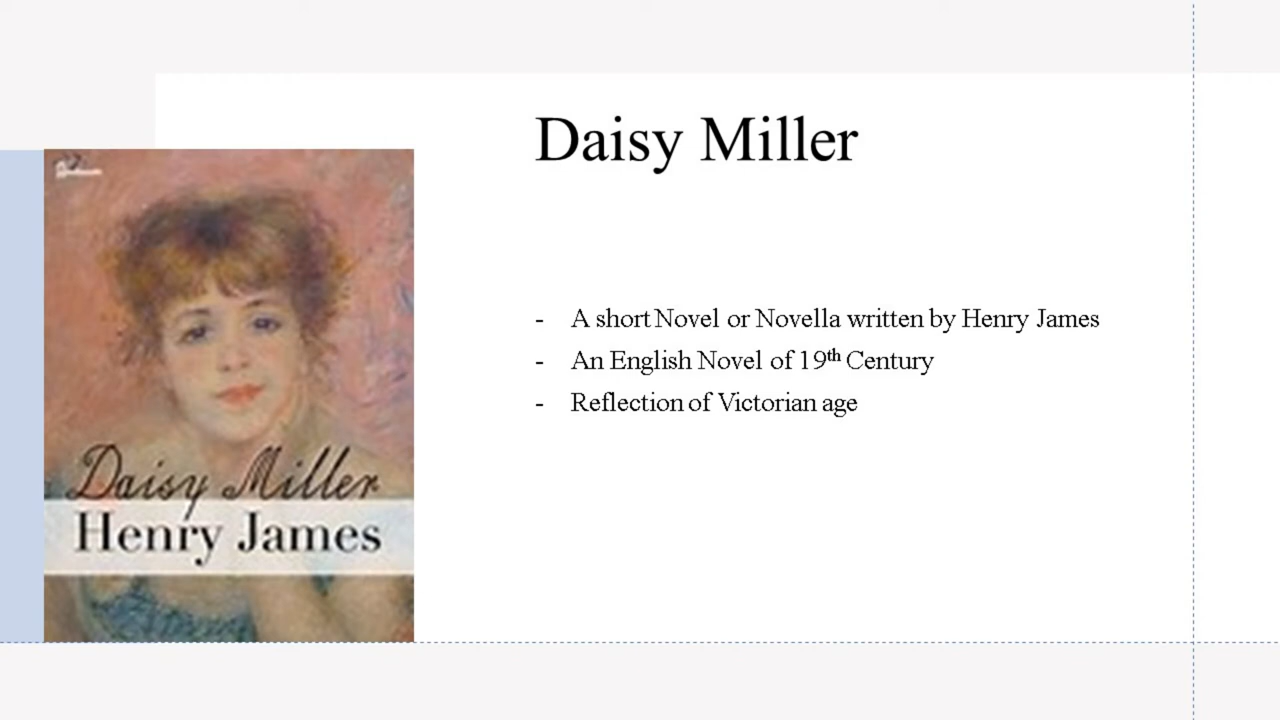 Daisy Miller
- A short Novel or Novella written by Henry James
- An English Novel of 19th Century
- Reflection of Victorian age
Daisy Miller
Henry James